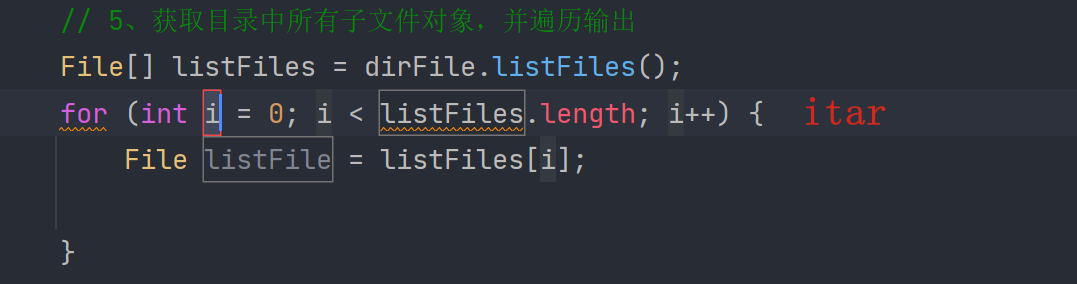 // 5、获取目录中所有子文件对象，并遍历输出
File[] listFiles = dirFile.listFiles();
for (int i = 0; i < listFiles.length; i++) { itar
File listFile = listFiles[i];
}